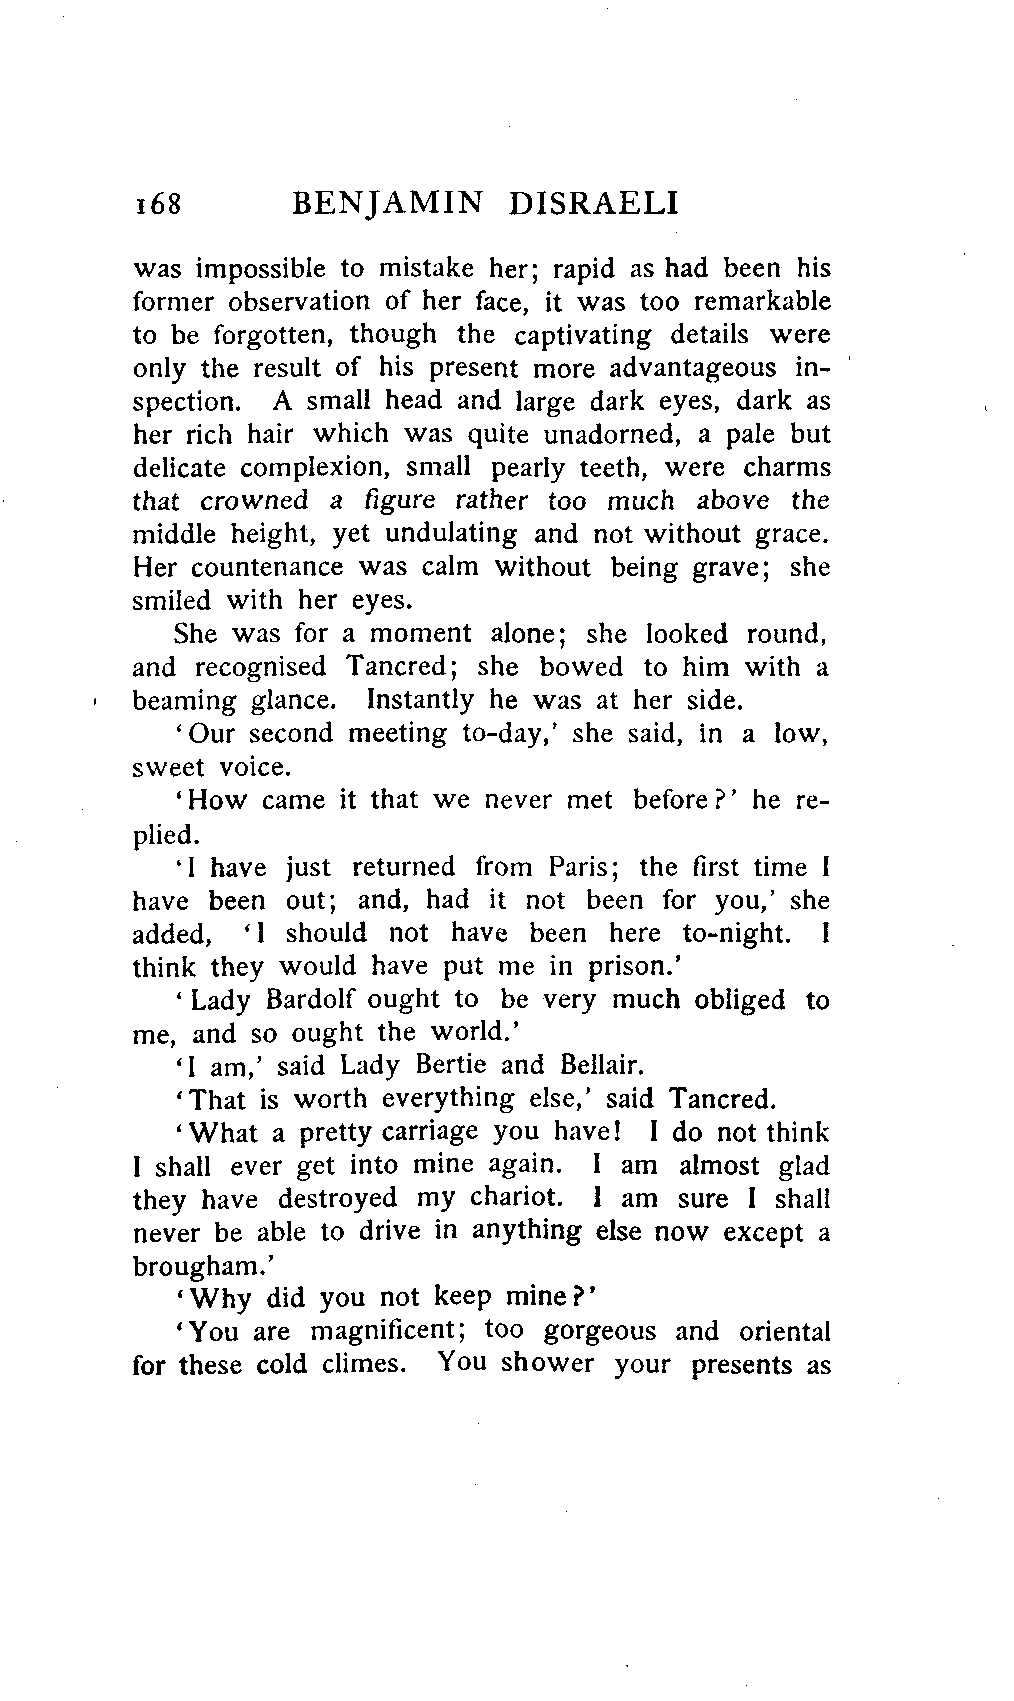 168 BENJAMIN DISRAELI
was impossible to mistake her; rapid as had been his
former observation of her face, it was too remarkable
to be forgotten, though the captivating details were
only the result of his present more advantageous in-
spection. A small head and large dark eyes, dark as
her rich hair which was quite unadorned, a pale but
delicate complexion, small pearly teeth, were charms
that crowned a figure rather too much above the
middle height, yet undulating and not without grace.
Her countenance was calm without being grave; she
smiled with her eyes.
She was for a moment alone; she looked round,
and recognised Tancred; she bowed to him with a
beaming glance. Instantly he was at her side.
‘Our second meeting to-day,’ she said, in a low,
sweet voice.
‘How came it that we never met before?’ he re-
plied.
‘I have just returned from Paris; the first time I
have been out; and, had it not been for you,’ she
added, ‘I should not have been here to-night. I
think they would have put me in prison.’
‘Lady Bardolf ought to be very much obliged to
me, and so ought the world.’
‘I am,’ said Lady Bertie and Bellair.
‘That is worth everything else,’ said Tancred.
‘What a pretty carriage you have! I do not think
I shall ever get into mine again. I am almost glad
they have destroyed my chariot. I am sure I shall
never be able to drive in anything else now except a
brougham.’
‘Why did you not keep mine?’
‘You are magnificent; too gorgeous and oriental
for these cold climes. You shower your presents as